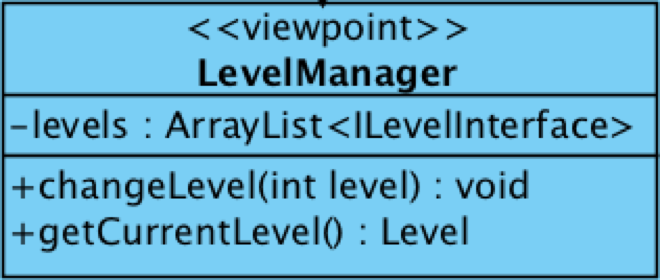 <<viewpoint>>
LevelManager
-levels : ArrayList<ILevelInterface>
+changeLevel(int level) : void
+getCurrentLevel() : Level